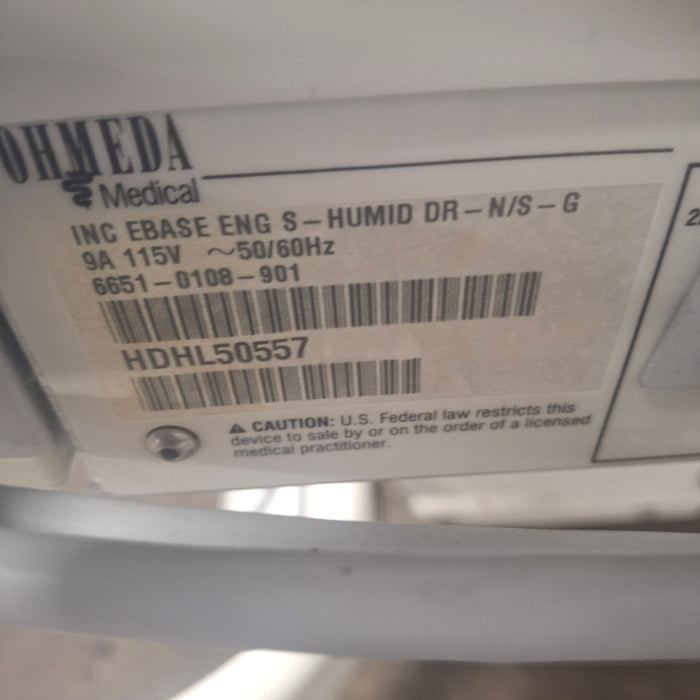 OHMEDA
Medical
INC EBASE ENG S-HUMID DR-N/S-G
9A 115V ~50/60Hz
6651-0108-901
HDHL50557
CAUTION: U.S. Federal law restricts this
device to sale by or on the order of a licensed
medical practitioner.